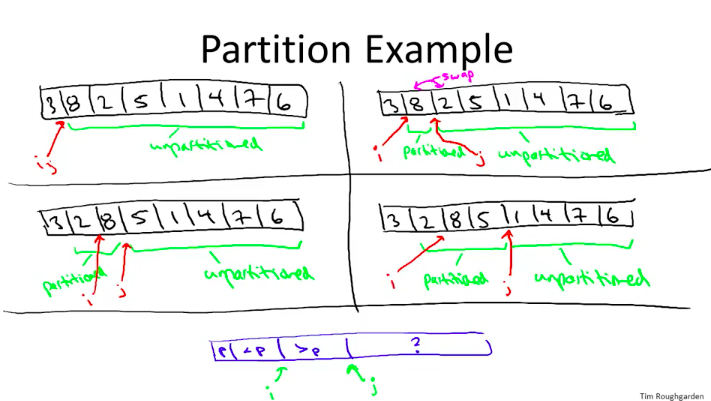 Partition Example
swap
3 | 8 | 2 | 5 | 1 | 4 | 7 | 6
3 | 8 | 2 | 5 | 1 | 4 | 7 | 6
unpartitioned
partitioned
unpartitioned
i j
i
j
3 | 2 | 8 | 5 | 1 | 4 | 7 | 6
3 | 2 | 8 | 5 | 1 | 4 | 7 | 6
partitioned
unpartitioned
partitioned
unpartitioned
i
j
i
j
p | <p | >p | ?
i
j
Tim Roughgarden